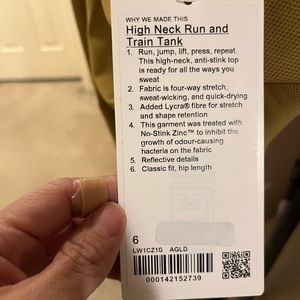 WHY WE MADE THIS
High Neck Run and
Train Tank
1. Run, jump, lift, press, repeat.
This high-neck, anti-stink top
is ready for all the ways you
sweat
2. Fabric is four-way stretch,
sweat-wicking, and quick-drying
3. Added Lycra® fibre for stretch
and shape retention
4. This garment was treated with
No-Stink Zinc™ to inhibit the
growth of odour-causing
bacteria on the fabric
5. Reflective details
6. Classic fit, hip length
6
LW1CZ1S AGLD
000142152739